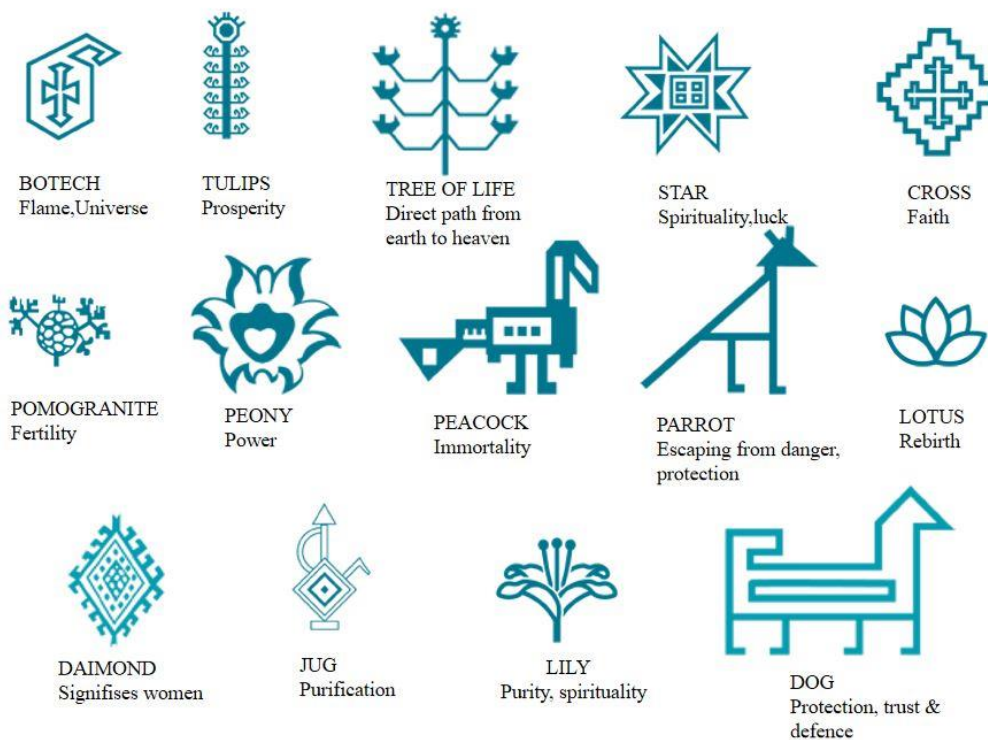 BOTECH
Flame,Universe
TULIPS
Prosperity
TREE OF LIFE
Direct path from
earth to heaven
STAR
Spirituality,luck
CROSS
Faith
POMOGRANITE
Fertility
PEONY
Power
PEACOCK
Immortality
PARROT
Escaping from danger,
protection
LOTUS
Rebirth
DAIMOND
Signifises women
JUG
Purification
LILY
Purity, spirituality
DOG
Protection, trust &
defence